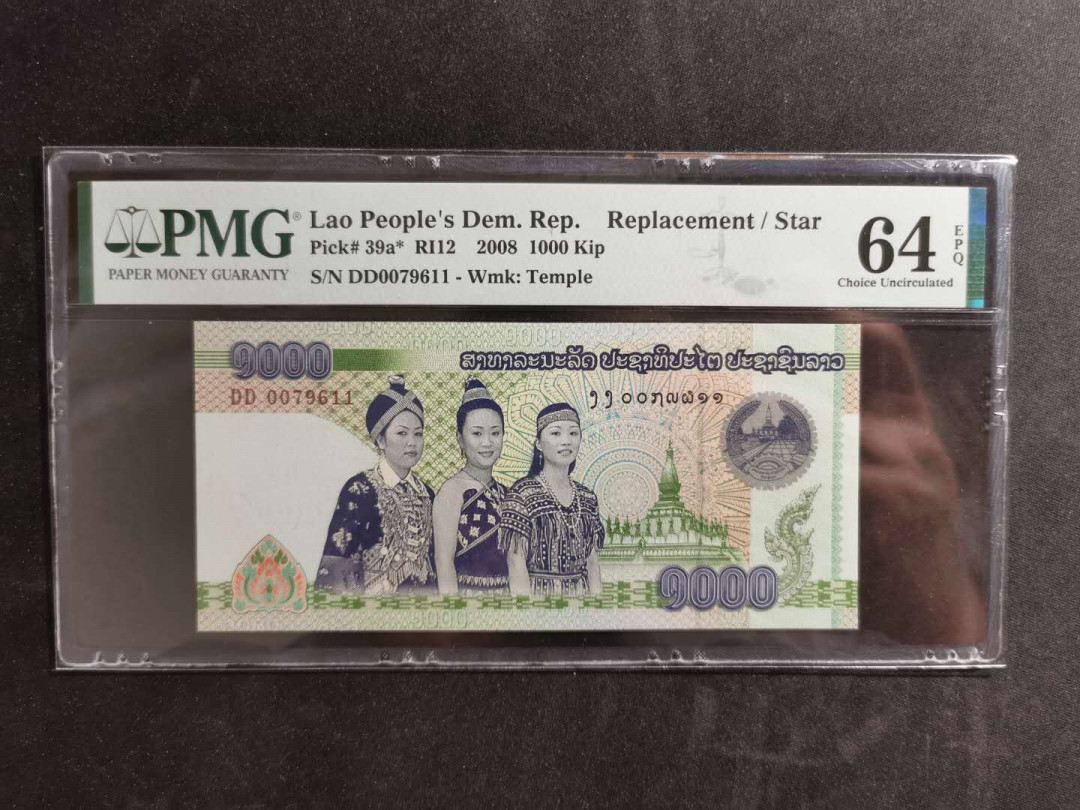 PMG®
PAPER MONEY GUARANTY
Lao People's Dem. Rep. Replacement / Star
Pick# 39a* RI12 2008 1000 Kip
S/N DD0079611 - Wmk: Temple
64
EPQ
Choice Uncirculated
໑໐໐໐
ສາທາລະນະລັດ ປະຊາທິປະໄຕ ປະຊາຊົນລາວ
DD 0079611
໑໐໐໐